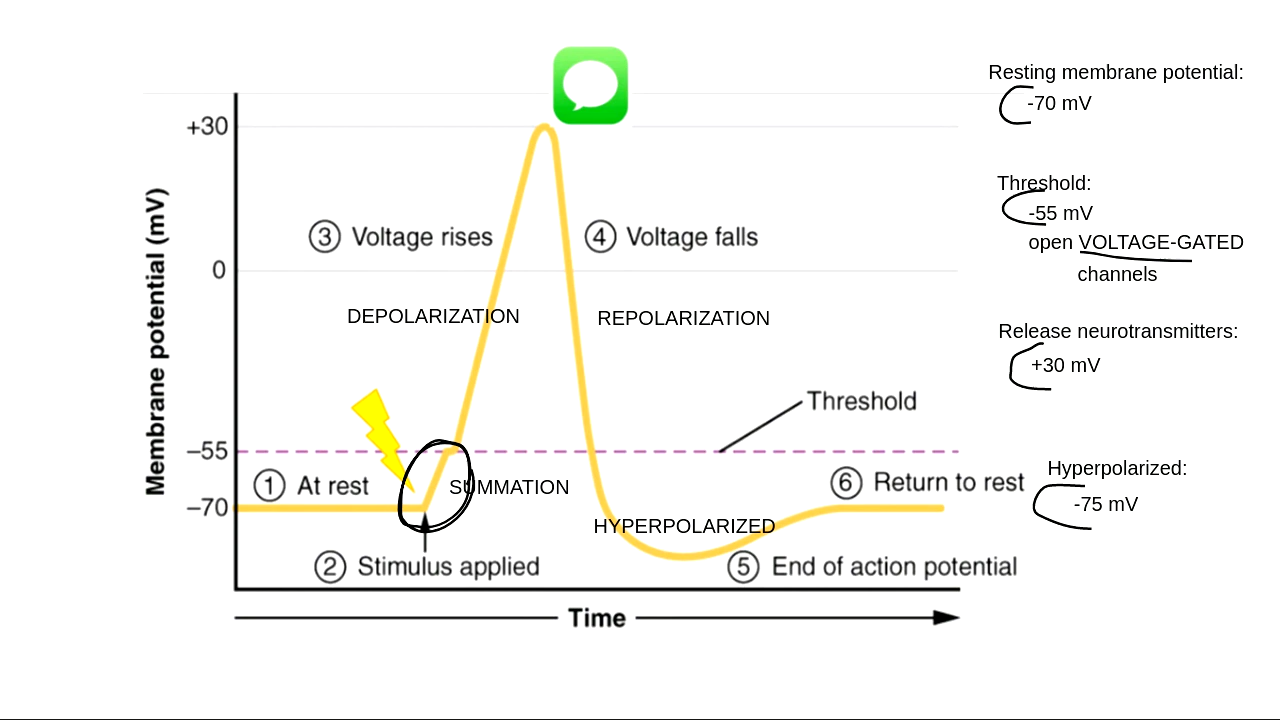 Resting membrane potential:
-70 mV
+30
Threshold:
-55 mV
③ Voltage rises
④ Voltage falls
open VOLTAGE-GATED
channels
0
Membrane potential (mV)
DEPOLARIZATION
REPOLARIZATION
Release neurotransmitters:
+30 mV
Threshold
–55
① At rest
SUMMATION
⑥ Return to rest
Hyperpolarized:
-75 mV
–70
HYPERPOLARIZED
② Stimulus applied
⑤ End of action potential
Time